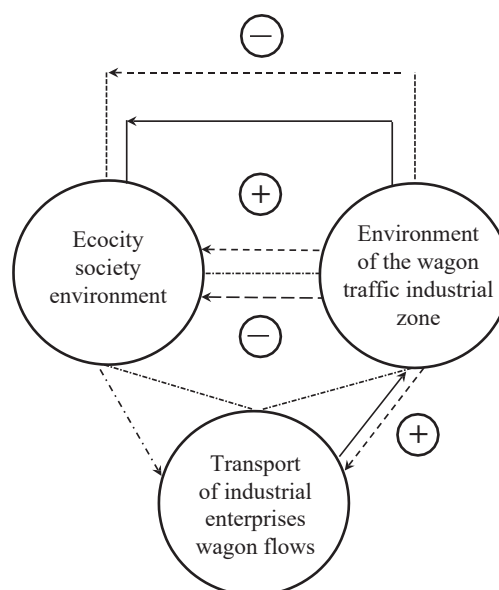 −
+
Ecocity
society
environment
Environment
of the wagon
traffic industrial
zone
−
+
Transport
of industrial
enterprises
wagon flows